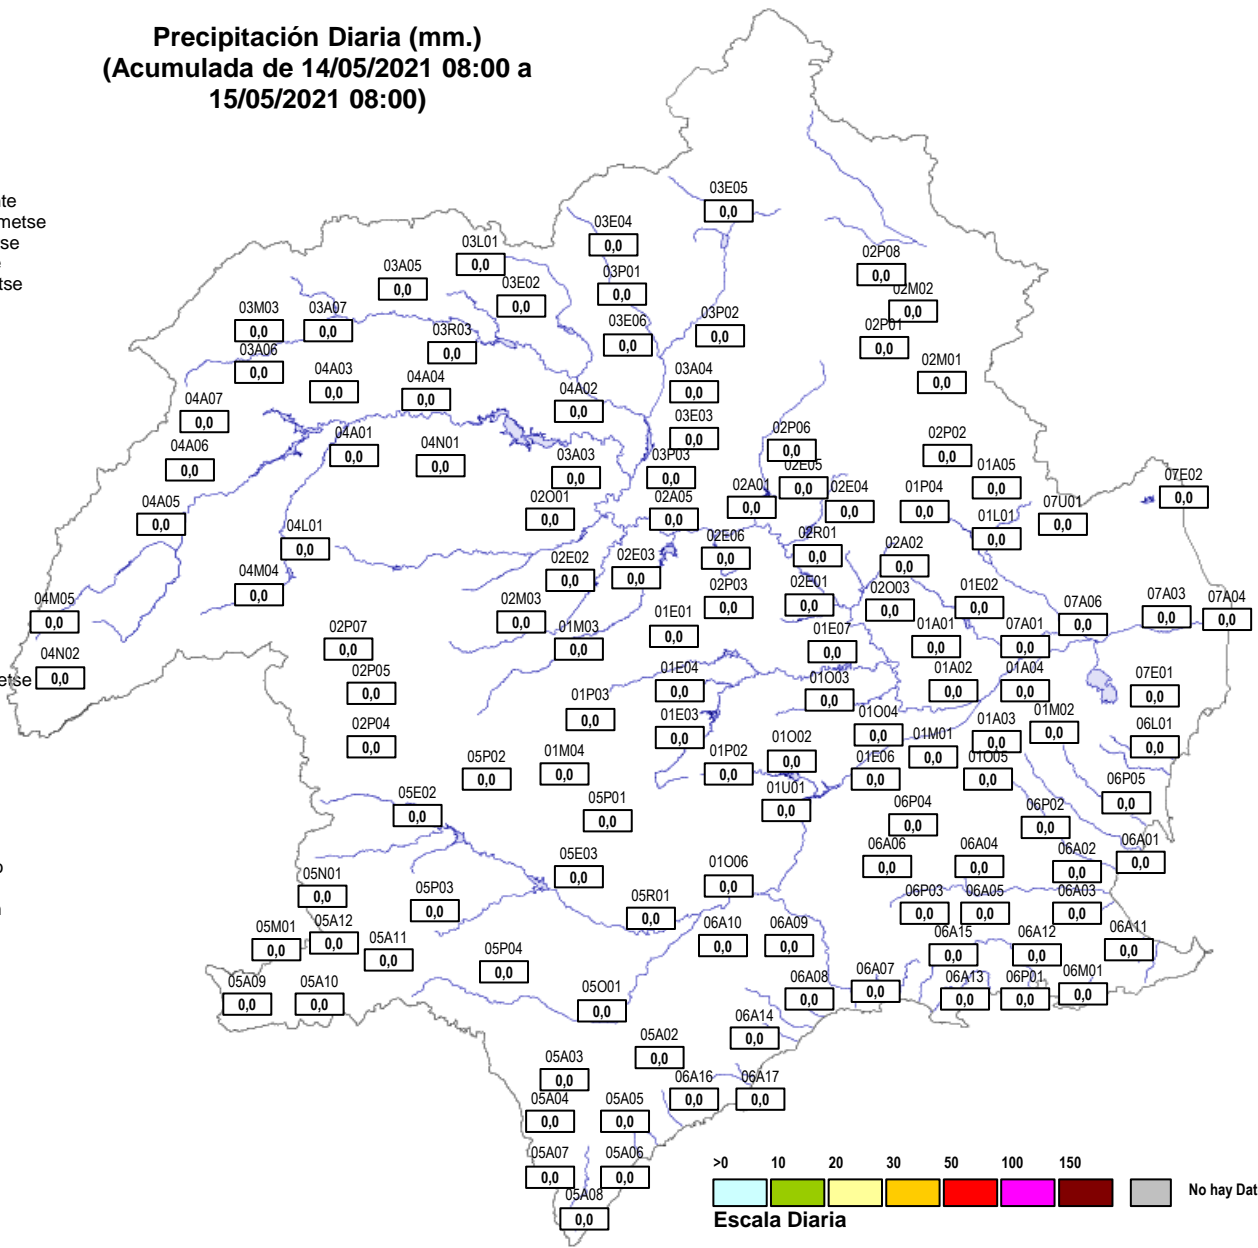 Precipitación Diaria (mm.)
(Acumulada de 14/05/2021 08:00 a
15/05/2021 08:00)
03E05
0,0
03E04
0,0
03L01
0,0
03P01
0,0
02P08
0,0
03A05
0,0
03E02
0,0
02M02
0,0
03M03
0,0
03A07
0,0
03R03
0,0
03E06
0,0
03P02
0,0
02P01
0,0
03A06
0,0
04A03
0,0
04A04
0,0
04A02
0,0
03A04
0,0
02M01
0,0
04A07
0,0
03E03
0,0
04A01
0,0
04N01
0,0
02P06
0,0
02P02
0,0
04A06
0,0
03A03
0,0
03P03
0,0
02E05
0,0
01A05
0,0
07E02
0,0
04A05
0,0
02O01
0,0
02A05
0,0
02A01
0,0
02E04
0,0
01P04
0,0
07U01
0,0
04L01
0,0
01L01
0,0
02E06
0,0
02R01
0,0
02A02
0,0
04M04
0,0
02E02
0,0
02E03
0,0
04M05
0,0
02M03
0,0
02P03
0,0
02E01
0,0
02O03
0,0
01E02
0,0
07A06
0,0
07A03
0,0
07A04
0,0
02P07
0,0
01M03
0,0
01E01
0,0
01E07
0,0
01A01
0,0
07A01
0,0
04N02
0,0
02P05
0,0
01E04
0,0
01O03
0,0
01A02
0,0
01A04
0,0
07E01
0,0
01P03
0,0
01E03
0,0
01O04
0,0
01A03
0,0
01M02
0,0
06L01
0,0
02P04
0,0
05P02
0,0
01M04
0,0
01P02
0,0
01O02
0,0
01M01
0,0
01E06
0,0
01O05
0,0
05E02
0,0
05P01
0,0
01U01
0,0
06P04
0,0
06P02
0,0
06P05
0,0
05E03
0,0
06A06
0,0
06A04
0,0
06A02
0,0
06A01
0,0
05N01
0,0
05P03
0,0
01O06
0,0
05R01
0,0
06P03
0,0
06A05
0,0
06A03
0,0
05M01
0,0
05A12
0,0
05A11
0,0
06A10
0,0
06A09
0,0
06A15
0,0
06A12
0,0
06A11
0,0
05P04
0,0
05A09
0,0
05A10
0,0
05O01
0,0
06A08
0,0
06A07
0,0
06A13
0,0
06P01
0,0
06M01
0,0
06A14
0,0
05A02
0,0
05A03
0,0
06A16
0,0
06A17
0,0
05A04
0,0
05A05
0,0
05A07
0,0
05A06
0,0
05A08
0,0
>0 10 20 30 50 100 150
No hay Dat
Escala Diaria